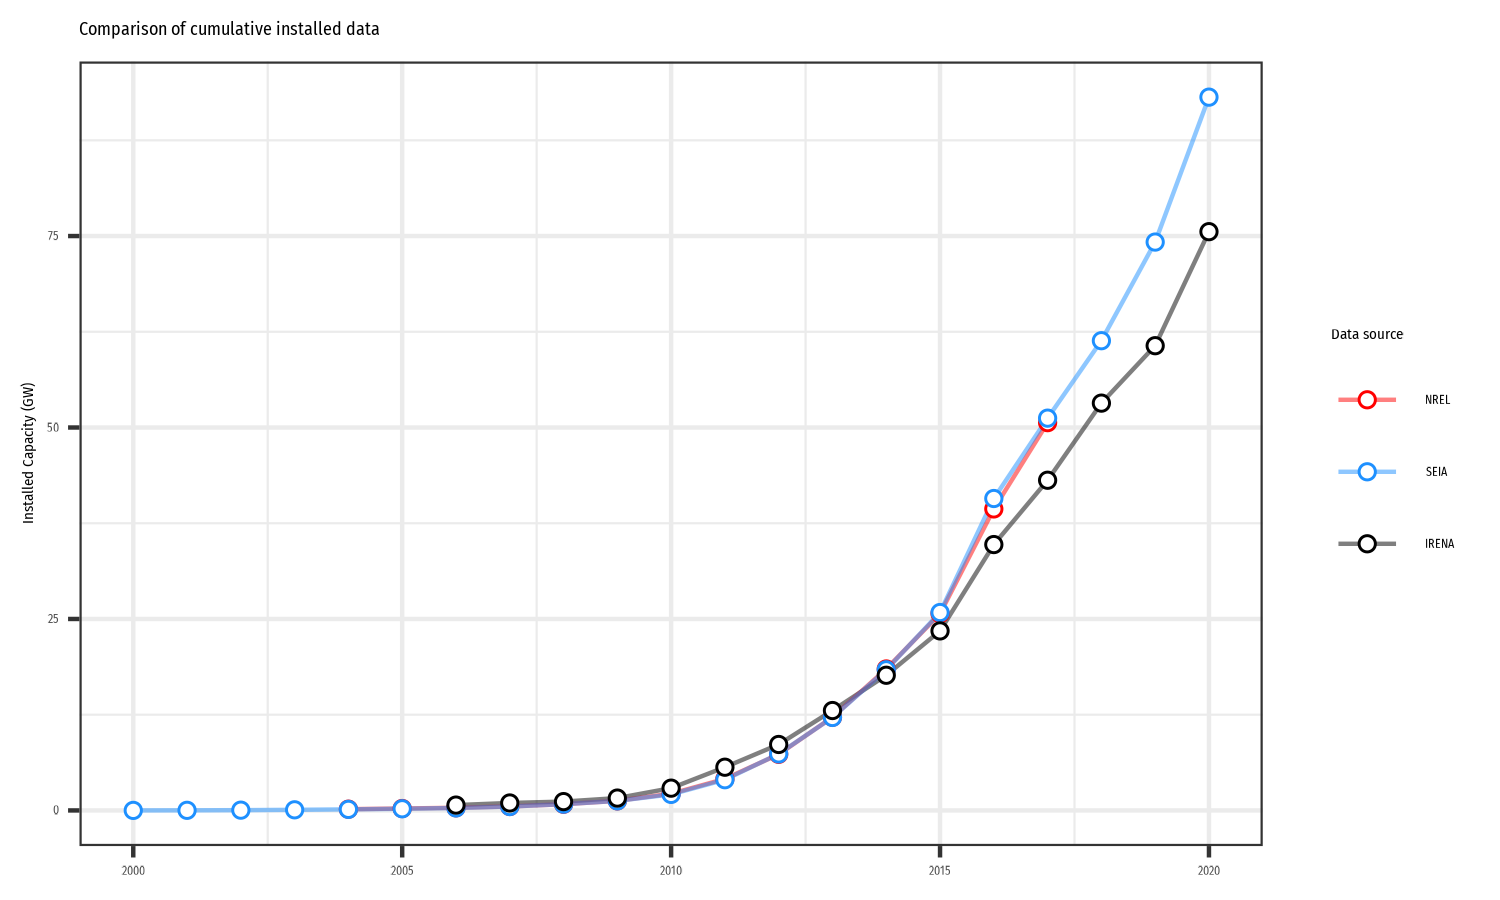 Comparison of cumulative installed data
Installed Capacity (GW)
75
50
25
0
2000
2005
2010
2015
2020
Data source
NREL
SEIA
IRENA